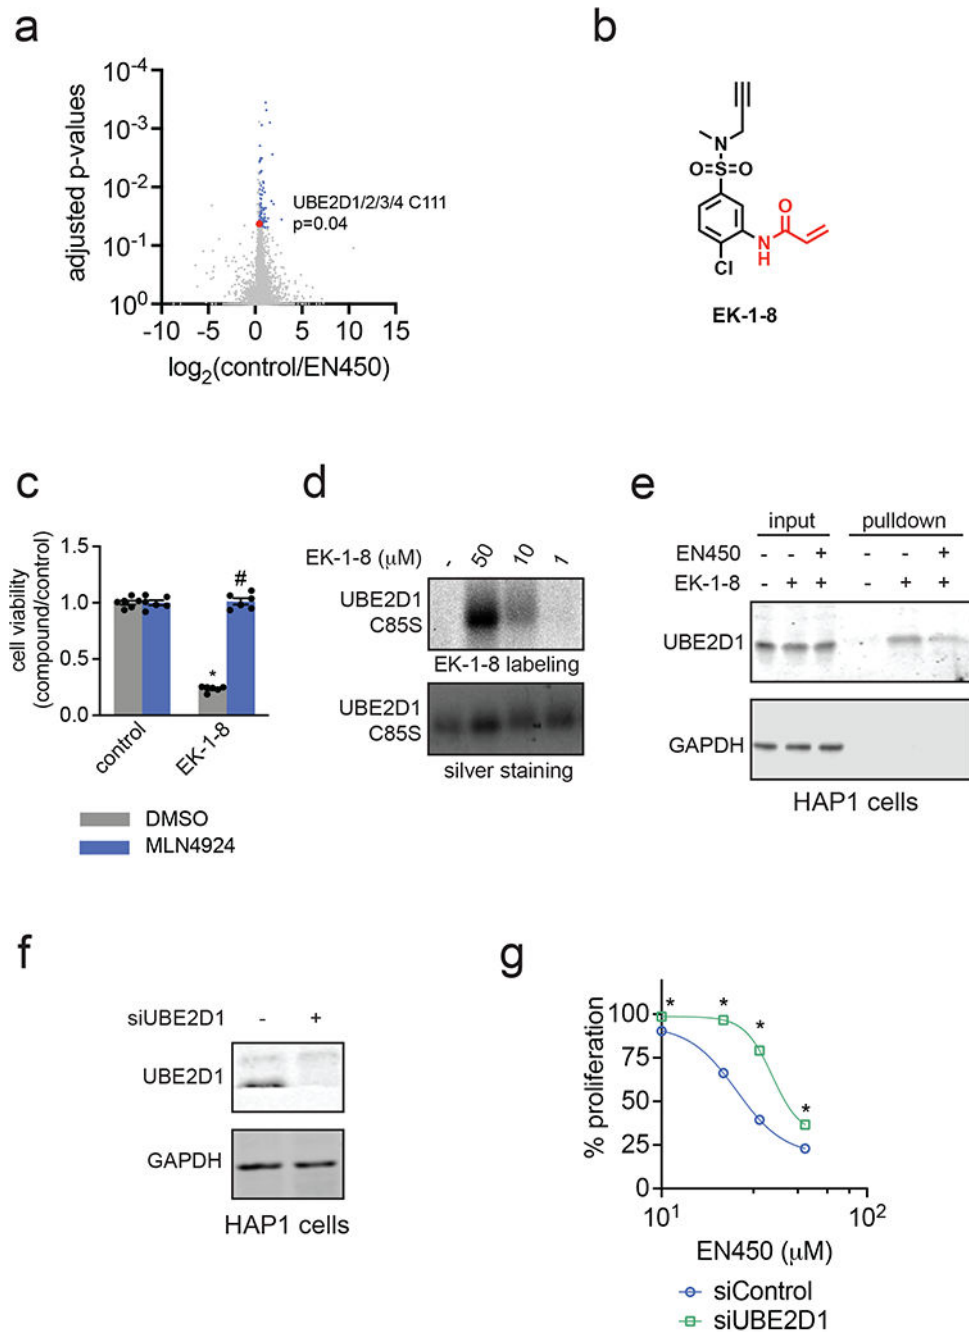 a
10⁻⁴
10⁻³
10⁻²
10⁻¹
10⁰
adjusted p-values
UBE2D1/2/3/4 C111
p=0.04
-10 -5 0 5 10 15
log₂(control/EN450)
b
N
O S O
O
N
H
Cl
EK-1-8
c
1.5
1.0
0.5
0.0
cell viability
(compound/control)
*
#
control
EK-1-8
DMSO
MLN4924
d
EK-1-8 (μM) - 50 10 1
UBE2D1
C85S
EK-1-8 labeling
UBE2D1
C85S
silver staining
e
input pulldown
EN450 - - + - - +
EK-1-8 - + + - + +
UBE2D1
GAPDH
HAP1 cells
f
siUBE2D1 - +
UBE2D1
GAPDH
HAP1 cells
g
100
75
50
25
0
% proliferation
* * * *
10¹ 10²
EN450 (μM)
siControl
siUBE2D1